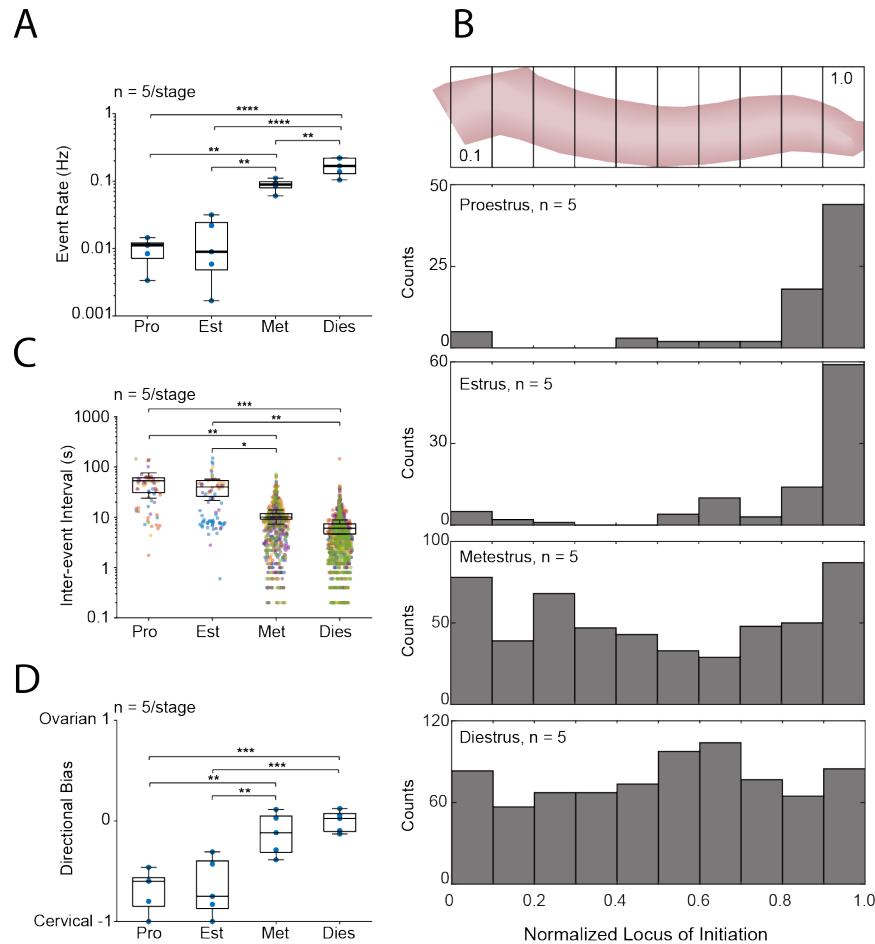 A
n = 5/stage
Event Rate (Hz)
1
0.1
0.01
0.001
****
****
**
**
**
Pro Est Met Dies
B
0.1
1.0
Proestrus, n = 5
Counts
50
25
0
Estrus, n = 5
Counts
60
30
0
Metestrus, n = 5
Counts
100
50
0
Diestrus, n = 5
Counts
120
60
0 0.2 0.4 0.6 0.8 1.0
Normalized Locus of Initiation
C
n = 5/stage
Inter-event Interval (s)
1000
100
10
1
0.1
***
**
**
*
Pro Est Met Dies
D
n = 5/stage
Directional Bias
Ovarian 1
0
Cervical -1
***
***
**
**
Pro Est Met Dies